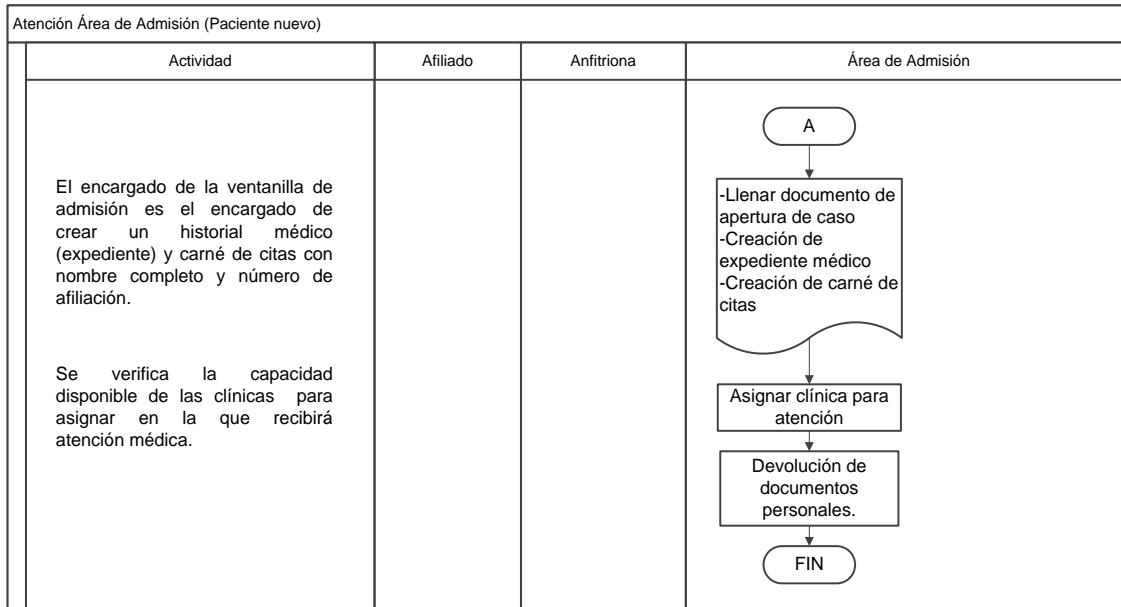 Atención Área de Admisión (Paciente nuevo)
Actividad
Afiliado
Anfitriona
Área de Admisión
El encargado de la ventanilla de
admisión es el encargado de
crear un historial médico
(expediente) y carné de citas con
nombre completo y número de
afiliación.
Se verifica la capacidad
disponible de las clínicas para
asignar en la que recibirá
atención médica.
A
-Llenar documento de
apertura de caso
-Creación de
expediente médico
-Creación de carné de
citas
Asignar clínica para
atención
Devolución de
documentos
personales.
FIN